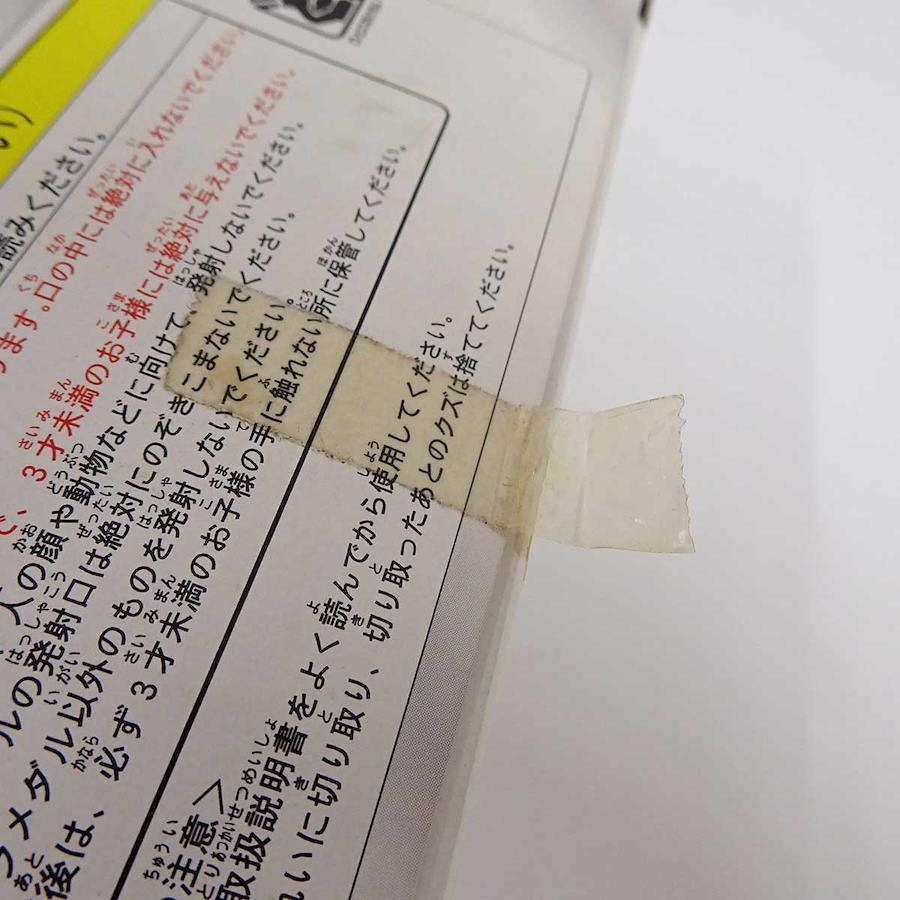 い)
読みください。
ります。口の中には絶対に入れないでください。
で、3才未満のお子様には絶対に与えないでください。
人の顔や動物などに向けて発射しないでください。
ルの発射口は絶対にのぞきこまないでください。
メダル以外のものを発射しないでください。
後は、必ず3才未満のお子様の手に触れない所に保管してください。
注意>
取扱説明書をよく読んでから使用してください。
れいに切り取り、切り取ったあとのクズは捨ててください。